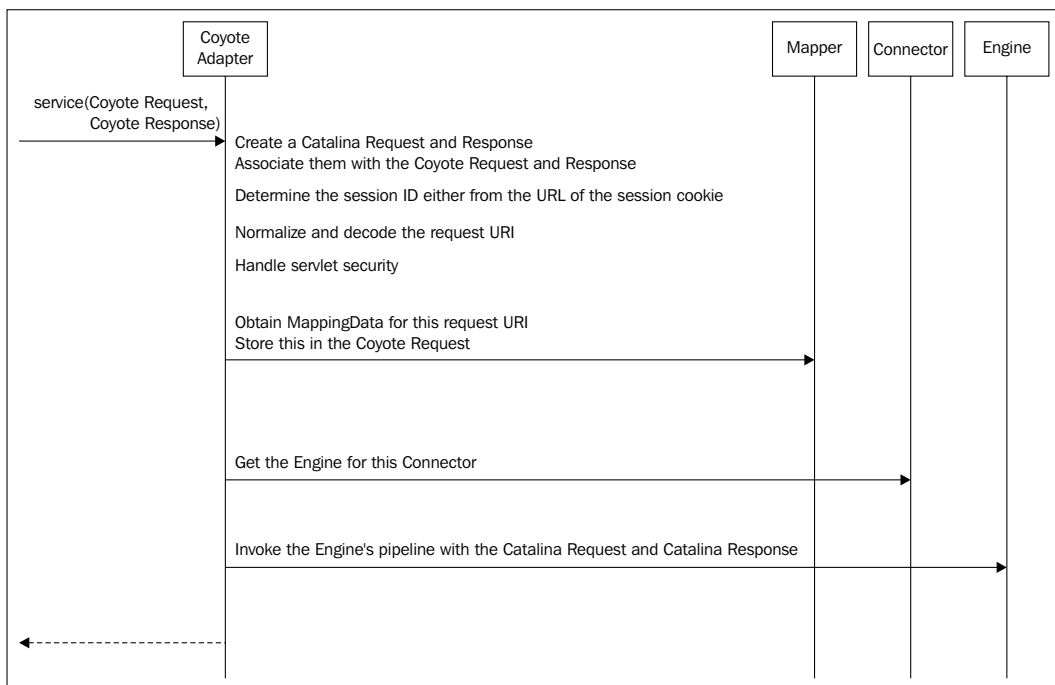 Coyote
Adapter
Mapper
Connector
Engine
service(Coyote Request,
Coyote Response)
Create a Catalina Request and Response
Associate them with the Coyote Request and Response
Determine the session ID either from the URL of the session cookie
Normalize and decode the request URI
Handle servlet security
Obtain MappingData for this request URI
Store this in the Coyote Request
Get the Engine for this Connector
Invoke the Engine's pipeline with the Catalina Request and Catalina Response